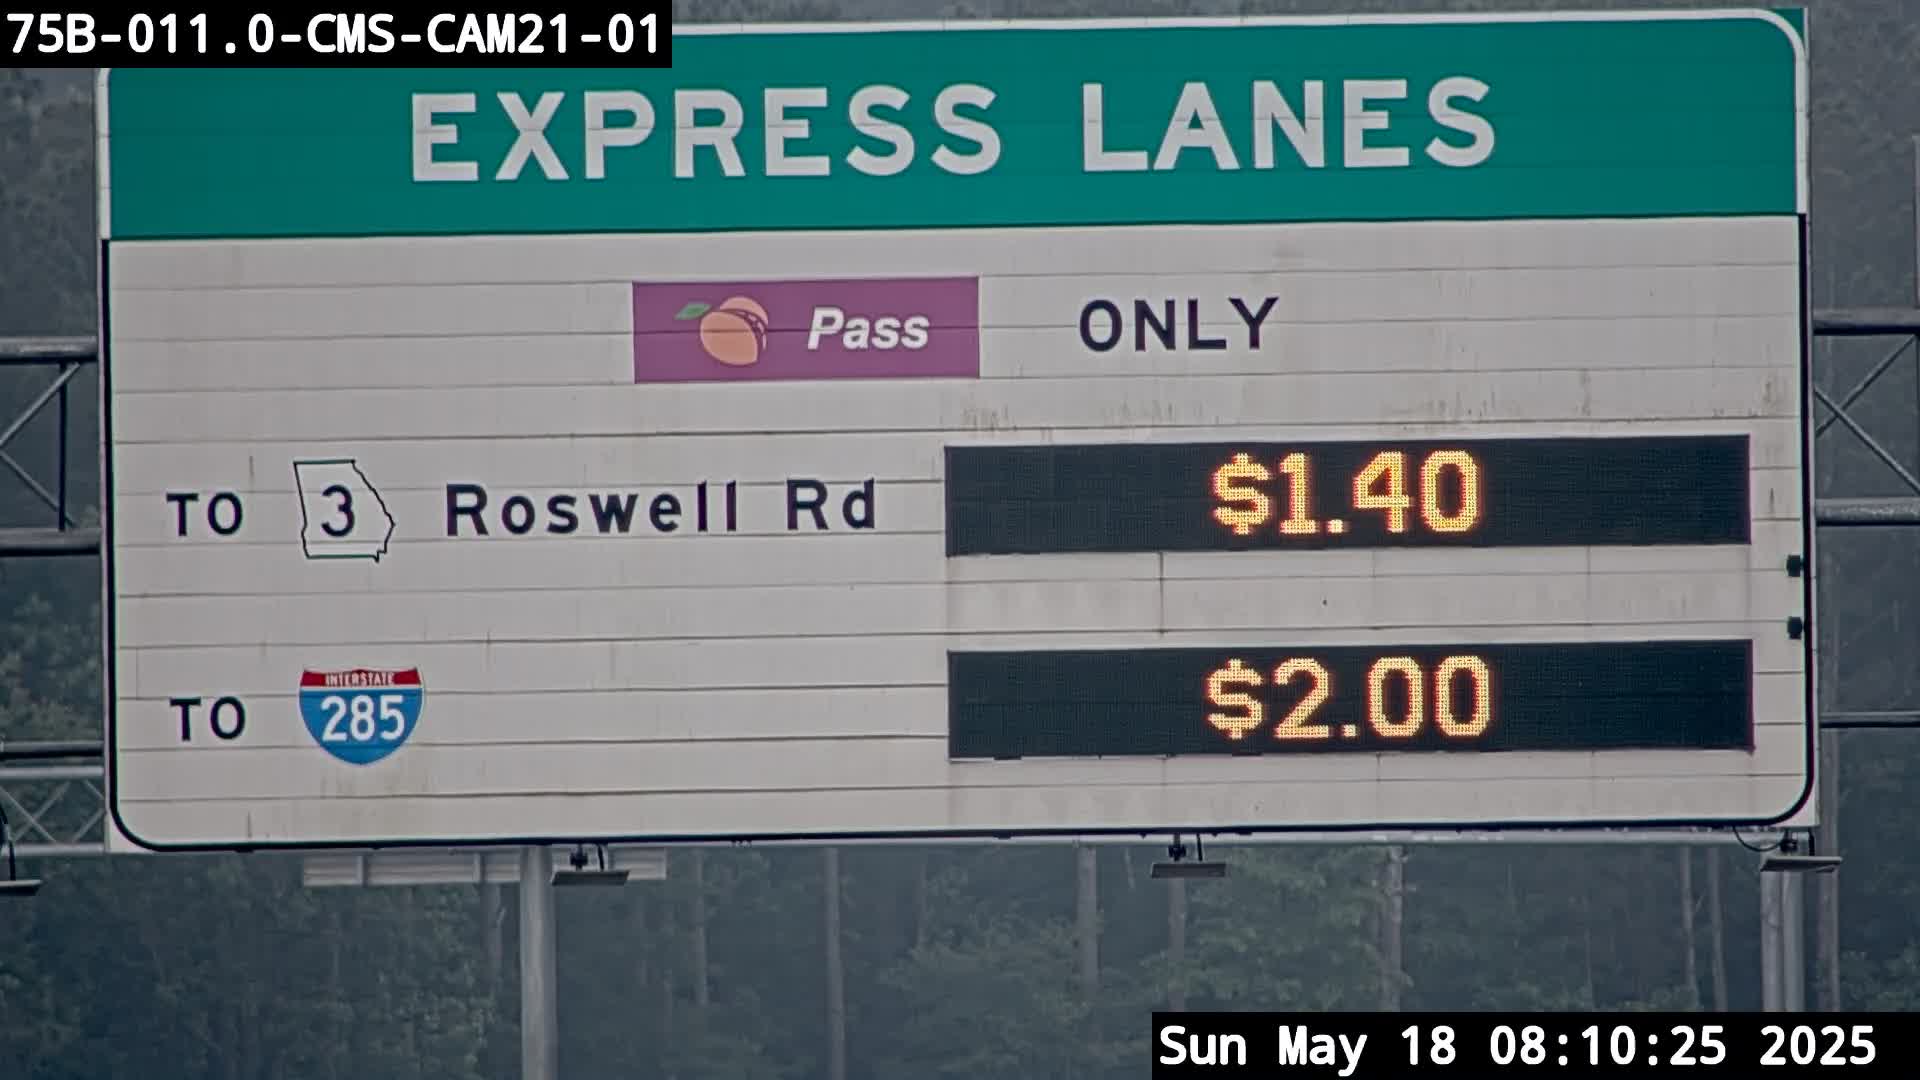 75B-011.0-CMS-CAM21-01
EXPRESS LANES
Pass ONLY
TO 3 Roswell Rd $1.40
INTERSTATE
TO 285 $2.00
Sun May 18 08:10:25 2025